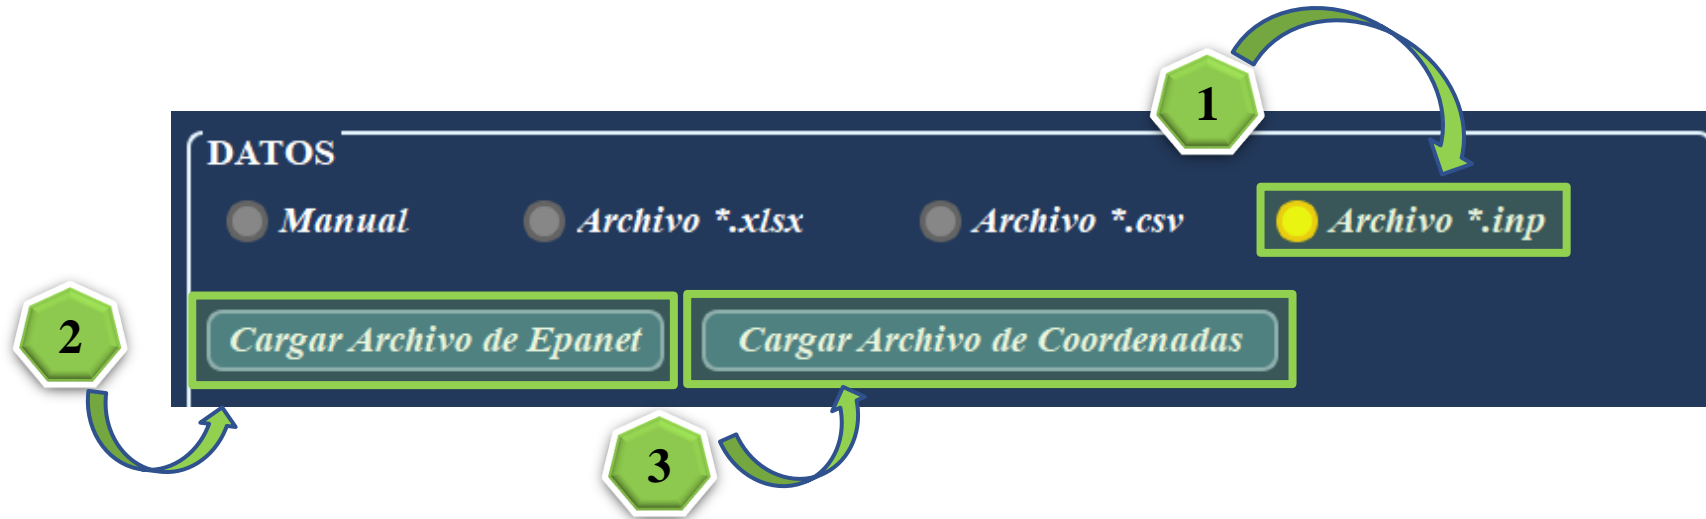 1
DATOS
Manual Archivo *.xlsx Archivo *.csv Archivo *.inp
2 Cargar Archivo de Epanet Cargar Archivo de Coordenadas
3